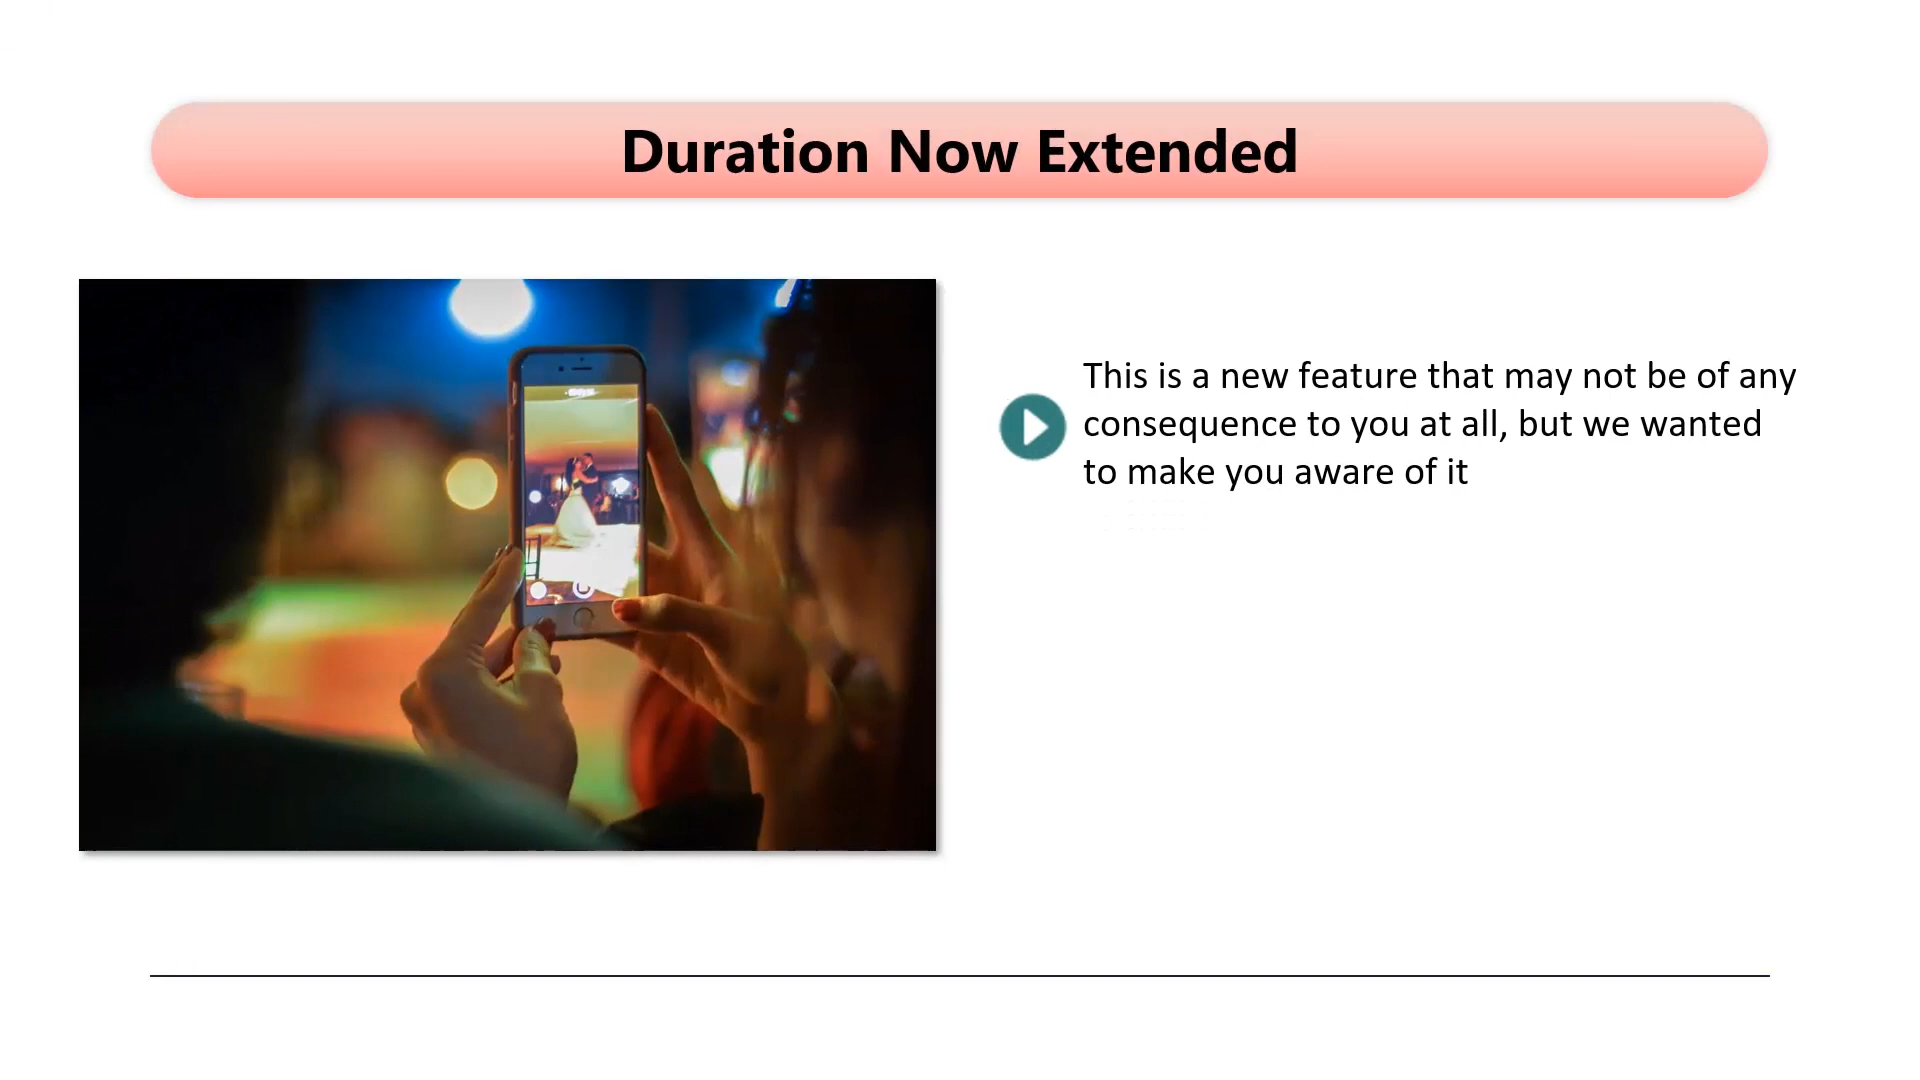 Duration Now Extended
This is a new feature that may not be of any
consequence to you at all, but we wanted
to make you aware of it